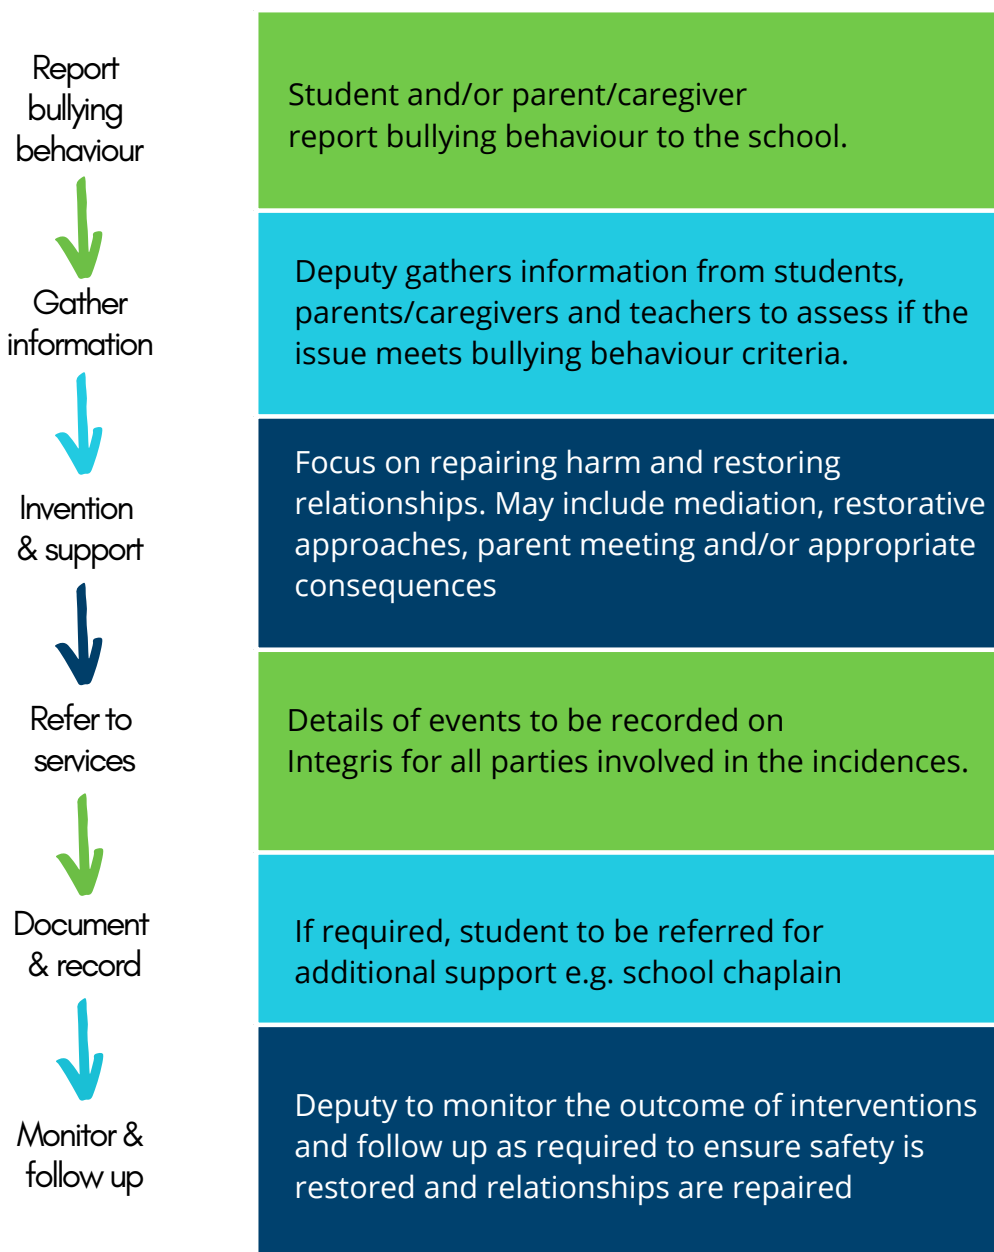 Report
bullying
behaviour
Student and/or parent/caregiver
report bullying behaviour to the school.
Gather
information
Deputy gathers information from students,
parents/caregivers and teachers to assess if the
issue meets bullying behaviour criteria.
Invention
& support
Focus on repairing harm and restoring
relationships. May include mediation, restorative
approaches, parent meeting and/or appropriate
consequences
Refer to
services
Details of events to be recorded on
Integris for all parties involved in the incidences.
Document
& record
If required, student to be referred for
additional support e.g. school chaplain
Monitor &
follow up
Deputy to monitor the outcome of interventions
and follow up as required to ensure safety is
restored and relationships are repaired